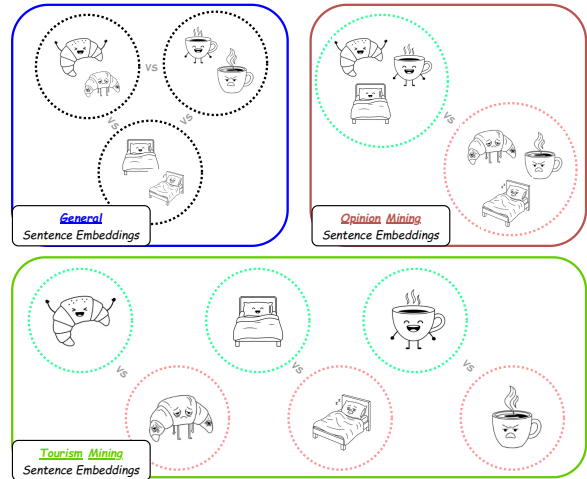 vs
vs
vs
General
Sentence Embeddings
vs
Opinion Mining
Sentence Embeddings
vs
vs
vs
Tourism Mining
Sentence Embeddings